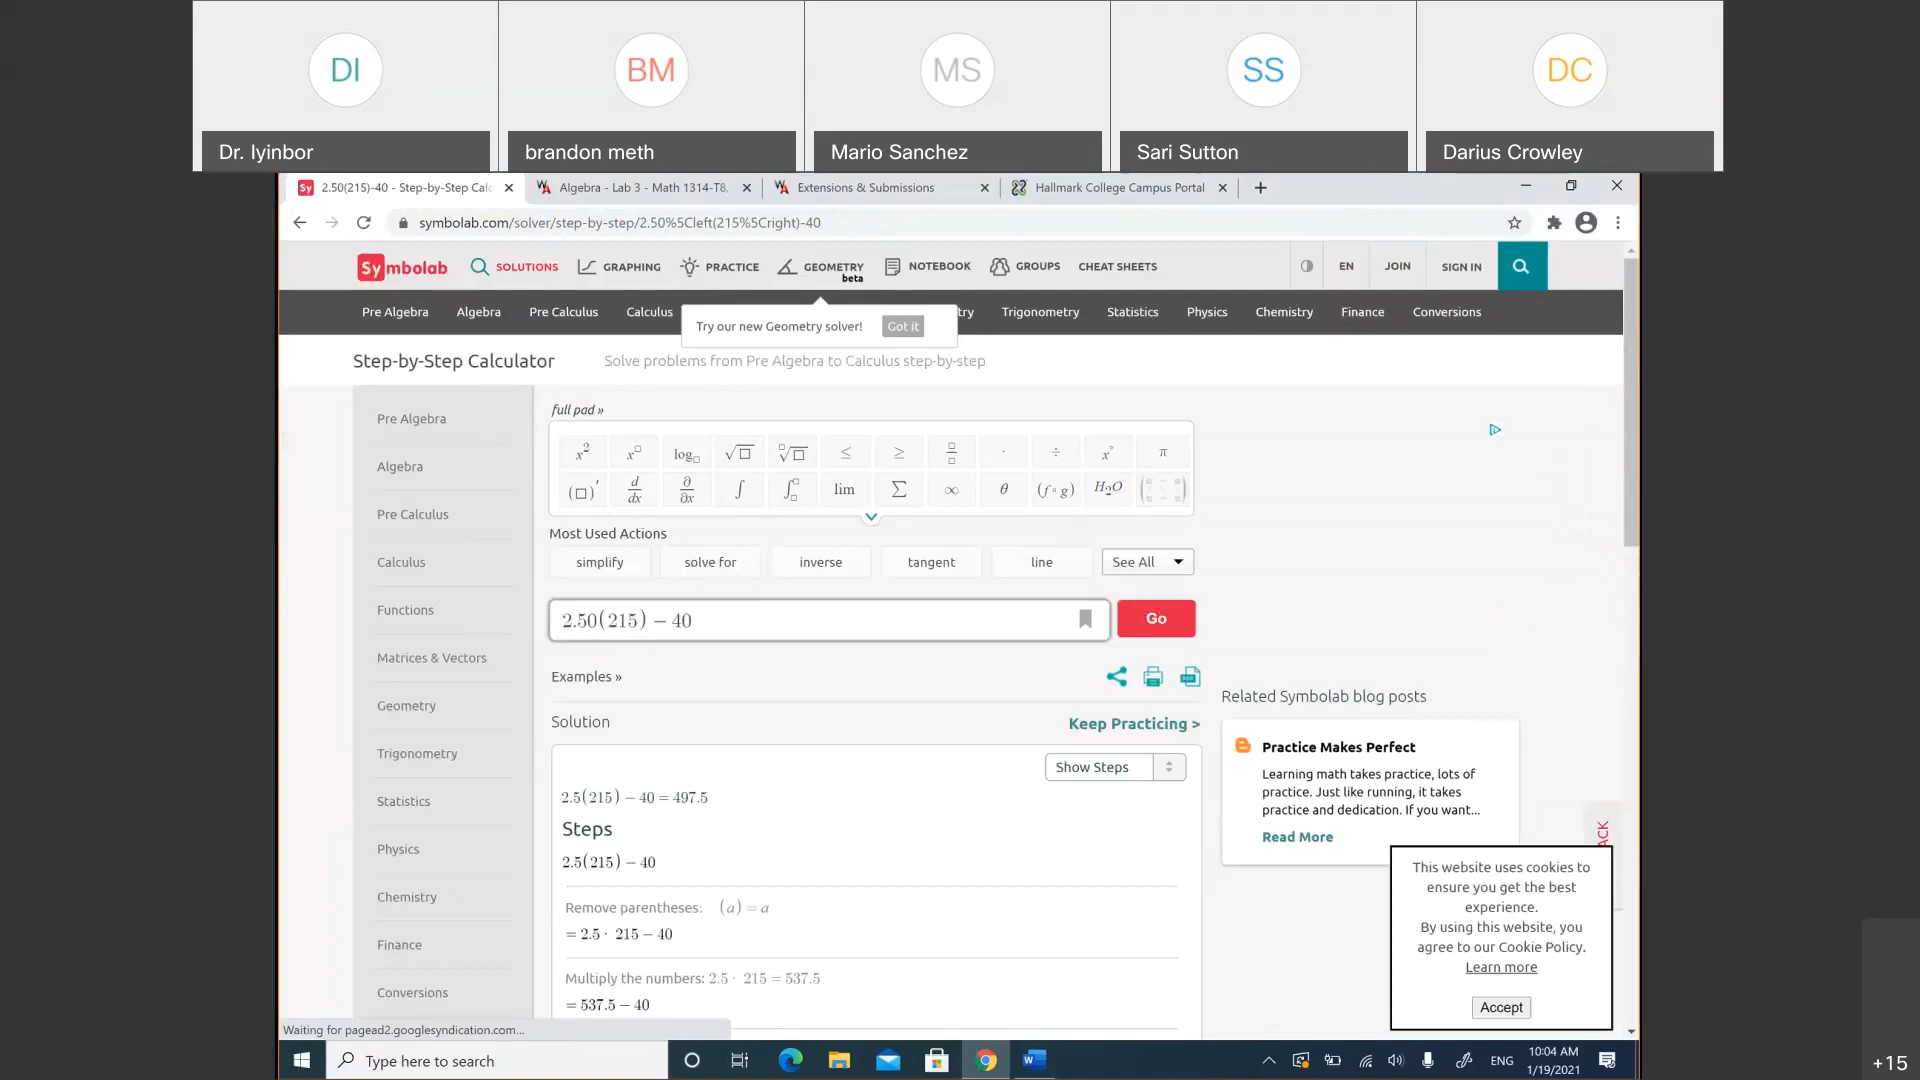 DI
BM
MS
SS
DC
Dr. Iyinbor
brandon meth
Mario Sanchez
Sari Sutton
Darius Crowley
Sy 2.50(215)-40 - Step-by-Step Calc
Algebra - Lab 3 - Math 1314-T8,
Extensions & Submissions
Hallmark College Campus Portal
symbolab.com/solver/step-by-step/2.50%5Cleft(215%5Cright)-40
Symbolab
SOLUTIONS
GRAPHING
PRACTICE
GEOMETRY
beta
NOTEBOOK
GROUPS
CHEAT SHEETS
EN
JOIN
SIGN IN
Pre Algebra
Algebra
Pre Calculus
Calculus
try
Trigonometry
Statistics
Physics
Chemistry
Finance
Conversions
Try our new Geometry solver!
Got it
Step-by-Step Calculator
Solve problems from Pre Algebra to Calculus step-by-step
Pre Algebra
Algebra
Pre Calculus
Calculus
Functions
Matrices & Vectors
Geometry
Trigonometry
Statistics
Physics
Chemistry
Finance
Conversions
full pad »
x² x^□ log□ √□ □√□ ≤ ≥ □/□ · ÷ x° π
(□)′ d/dx ∂/∂x ∫ ∫□□ lim ∑ ∞ θ (f∘g) H₂O
Most Used Actions
simplify
solve for
inverse
tangent
line
See All
2.50(215) − 40
Go
Examples »
Solution
Keep Practicing >
Show Steps
2.5(215) − 40 = 497.5
Steps
2.5(215) − 40
Remove parentheses: (a) = a
= 2.5 · 215 − 40
Multiply the numbers: 2.5 · 215 = 537.5
= 537.5 − 40
Related Symbolab blog posts
Practice Makes Perfect
Learning math takes practice, lots of
practice. Just like running, it takes
practice and dedication. If you want...
Read More
ACK
This website uses cookies to
ensure you get the best
experience.
By using this website, you
agree to our Cookie Policy.
Learn more
Accept
Waiting for pagead2.googlesyndication.com...
Type here to search
ENG
10:04 AM
1/19/2021
+15